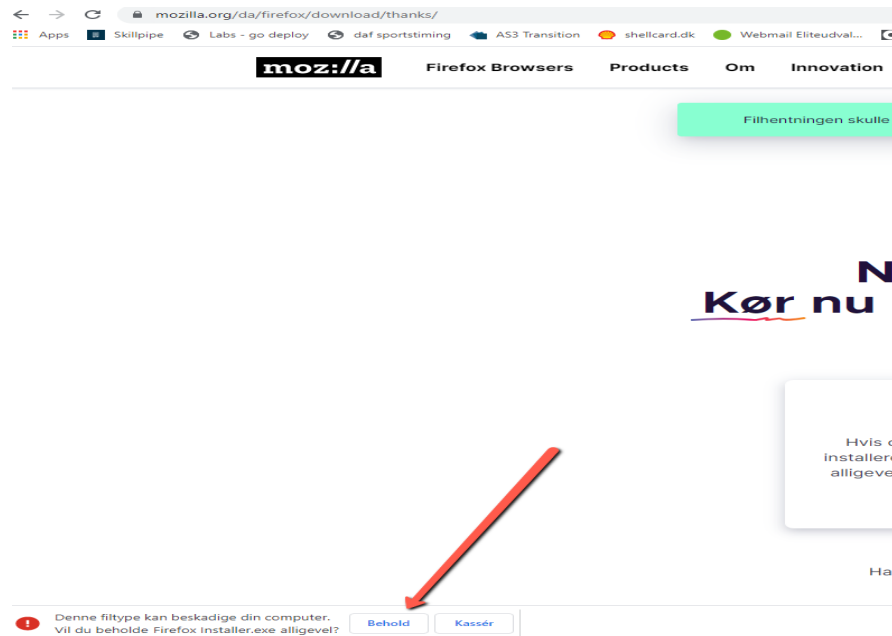 mozilla.org/da/firefox/download/thanks/
Apps Skillpipe Labs - go deploy daf sportstiming AS3 Transition shellcard.dk Webmail Eliteudval...
moz://a Firefox Browsers Products Om Innovation
Filhentningen skulle
N
Kør nu
Hvis
installere
alligeve
Ha
Denne filtype kan beskadige din computer.
Vil du beholde Firefox Installer.exe alligevel?
Behold Kassér